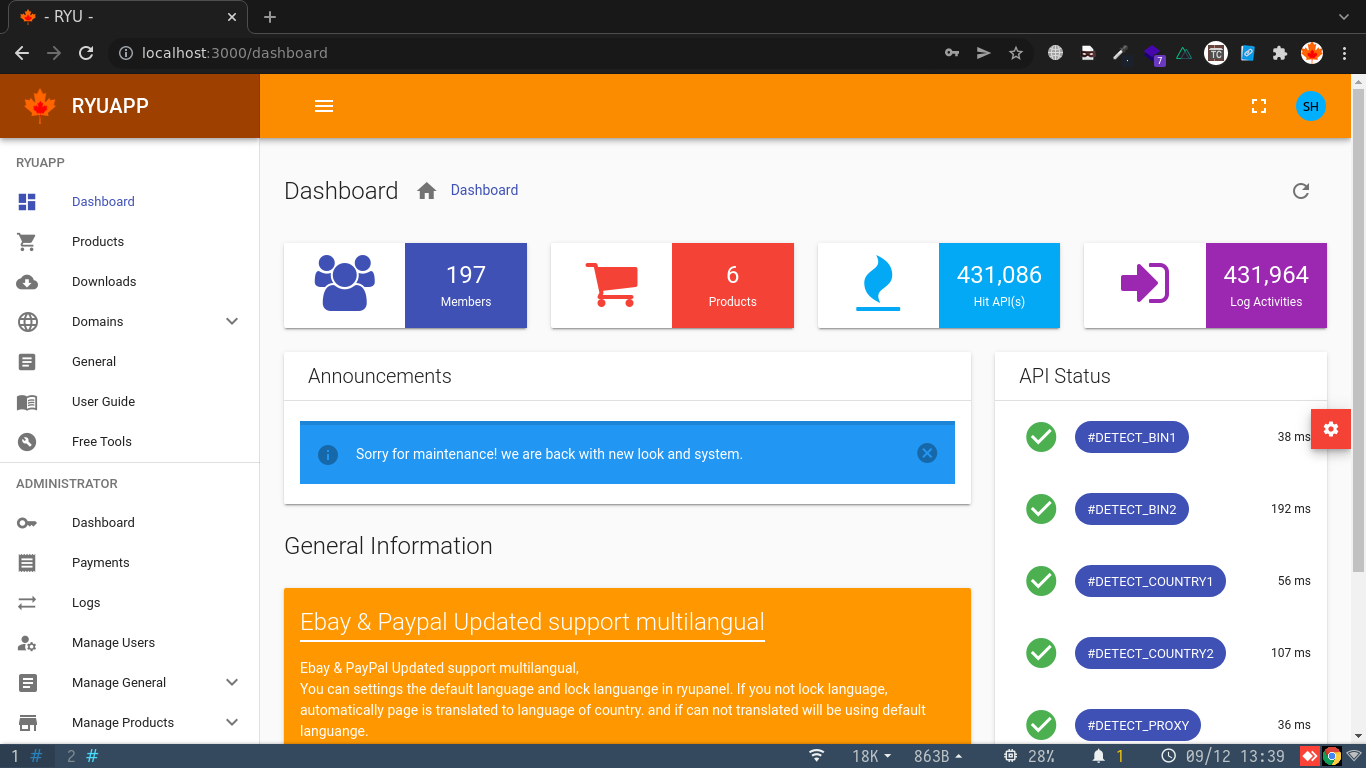 - RYU -
localhost:3000/dashboard
7
TC
RYUAPP
SH
RYUAPP
Dashboard
Products
Downloads
Domains
General
User Guide
Free Tools
ADMINISTRATOR
Dashboard
Payments
Logs
Manage Users
Manage General
Manage Products
Dashboard Dashboard
197
Members
6
Products
431,086
Hit API(s)
431,964
Log Activities
Announcements
Sorry for maintenance! we are back with new look and system.
General Information
Ebay & Paypal Updated support multilangual
Ebay & PayPal Updated support multilangual,
You can settings the default language and lock languange in ryupanel. If you not lock language,
automatically page is translated to language of country. and if can not translated will be using default
languange.
API Status
#DETECT_BIN1 38 ms
#DETECT_BIN2 192 ms
#DETECT_COUNTRY1 56 ms
#DETECT_COUNTRY2 107 ms
#DETECT_PROXY 36 ms
1 # 2 # 18K 863B 28% 1 09/12 13:39